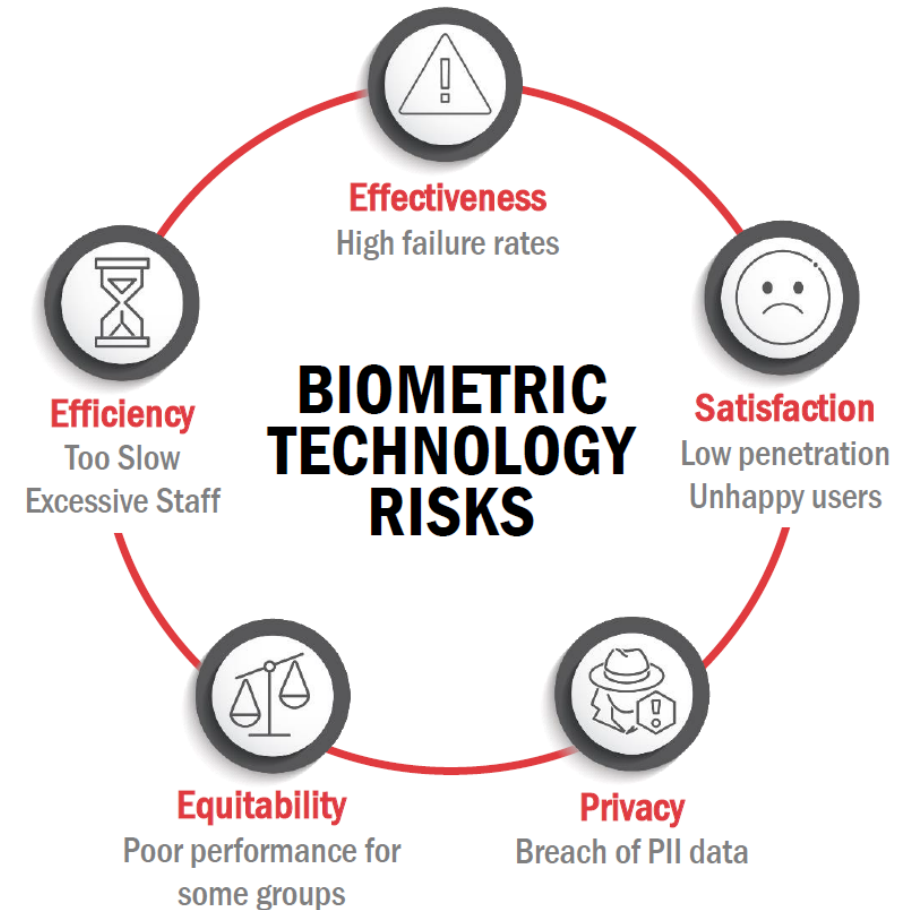 Effectiveness
High failure rates
Efficiency
Too Slow
Excessive Staff
BIOMETRIC
TECHNOLOGY
RISKS
Satisfaction
Low penetration
Unhappy users
Equitability
Poor performance for
some groups
Privacy
Breach of PII data